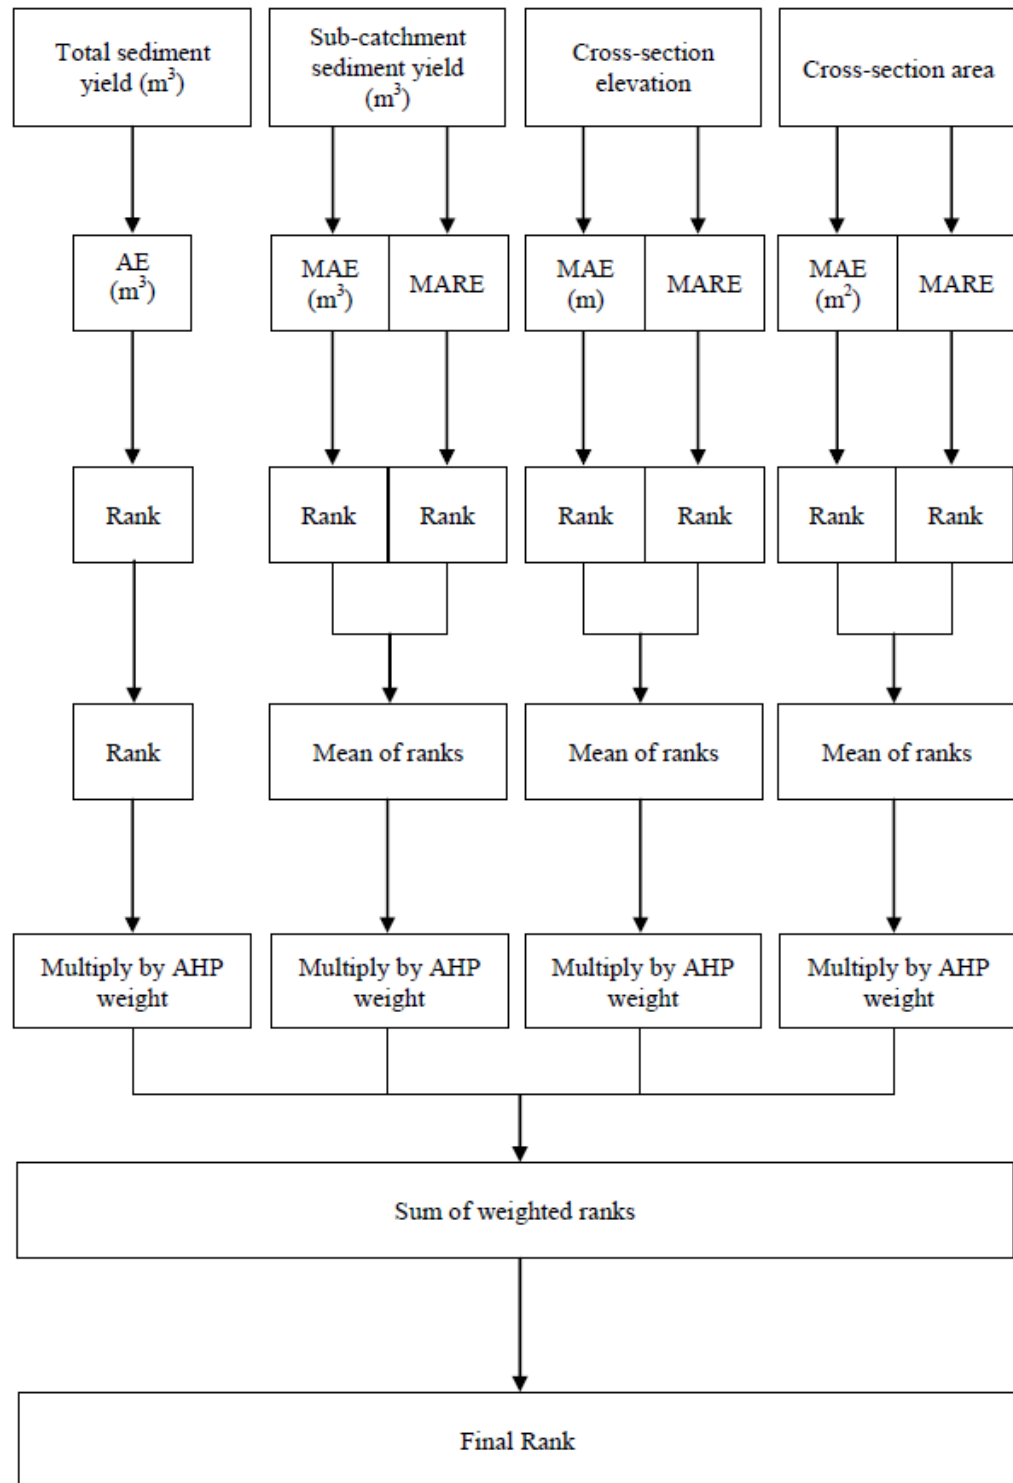 Total sediment
yield (m³)
Sub-catchment
sediment yield
(m³)
Cross-section
elevation
Cross-section area
AE
(m³)
MAE
(m³)
MARE
MAE
(m)
MARE
MAE
(m²)
MARE
Rank
Rank
Rank
Rank
Rank
Rank
Rank
Rank
Mean of ranks
Mean of ranks
Mean of ranks
Multiply by AHP
weight
Multiply by AHP
weight
Multiply by AHP
weight
Multiply by AHP
weight
Sum of weighted ranks
Final Rank